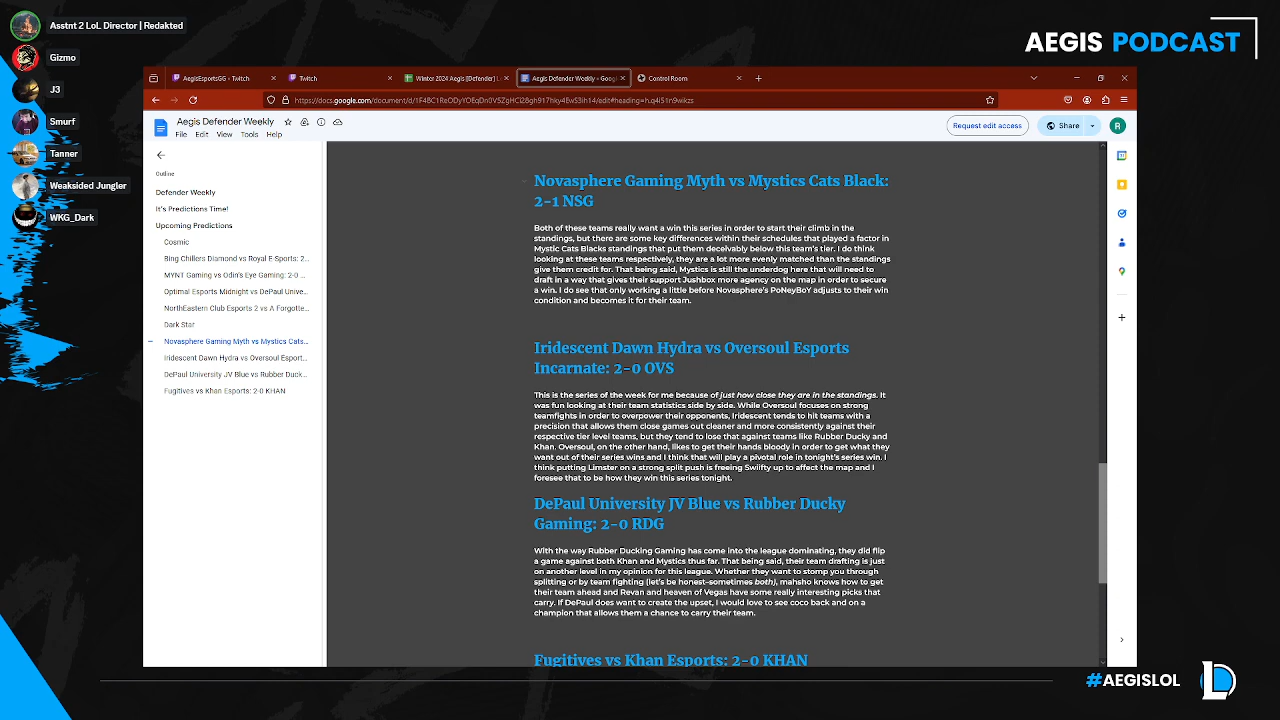 Asstnt 2 LoL Director | Redakted
Gizmo
J3
Smurf
Tanner
Weaksided Jungler
WKG_Dark
AEGIS PODCAST
AegisEsportsGG - Twitch
Twitch
Winter 2024 Aegis [Defender] L
Aegis Defender Weekly - Googl
Control Room
https://docs.google.com/document/d/
Aegis Defender Weekly
File Edit View Tools Help
Request edit access
Share
R
Outline
Defender Weekly
It's Predictions Time!
Upcoming Predictions
Cosmic
Bing Chillers Diamond vs Royal E-Sports: 2...
MYNT Gaming vs Odin's Eye Gaming: 2-0 ...
Optimal Esports Midnight vs DePaul Unive...
NorthEastern Club Esports 2 vs A Forgotte...
Dark Star
Novasphere Gaming Myth vs Mystics Cats...
Iridescent Dawn Hydra vs Oversoul Esport...
DePaul University JV Blue vs Rubber Duck...
Fugitives vs Khan Esports: 2-0 KHAN
Novasphere Gaming Myth vs Mystics Cats Black:
2-1 NSG
Both of these teams really want a win this series in order to start their climb in the
standings, but there are some key differences within their schedules that played a factor in
Mystic Cats Blacks standings that put them deceivably below this team's tier. I do think
looking at these teams respectively, they are a lot more evenly matched than the standings
give them credit for. That being said, Mystics is still the underdog here that will need to
draft in a way that gives their support Jushbox more agency on the map in order to secure
a win. I do see that only working a little before Novasphere's PoNeyBoY adjusts to their win
condition and becomes it for their team.
Iridescent Dawn Hydra vs Oversoul Esports
Incarnate: 2-0 OVS
This is the series of the week for me because of just how close they are in the standings. It
was fun looking at their team statistics side by side. While Oversoul focuses on strong
teamfights in order to overpower their opponents, Iridescent tends to hit teams with a
precision that allows them close games out cleaner and more consistently against their
respective tier level teams, but they tend to lose that against teams like Rubber Ducky and
Khan. Oversoul, on the other hand, likes to get their hands bloody in order to get what they
want out of their series wins and I think that will play a pivotal role in tonight's series win. I
think putting Limster on a strong split push is freeing Swiifty up to affect the map and I
foresee that to be how they win this series tonight.
DePaul University JV Blue vs Rubber Ducky
Gaming: 2-0 RDG
With the way Rubber Ducking Gaming has come into the league dominating, they did flip
a game against both Khan and Mystics thus far. That being said, their team drafting is just
on another level in my opinion for this league. Whether they want to stomp you through
splitting or by team fighting (let's be honest-sometimes both), mahsho knows how to get
their team ahead and Revan and heaven of Vegas have some really interesting picks that
carry. If DePaul does want to create the upset, I would love to see coco back and on a
champion that allows them a chance to carry their team.
Fugitives vs Khan Esports: 2-0 KHAN
#AEGISLOL